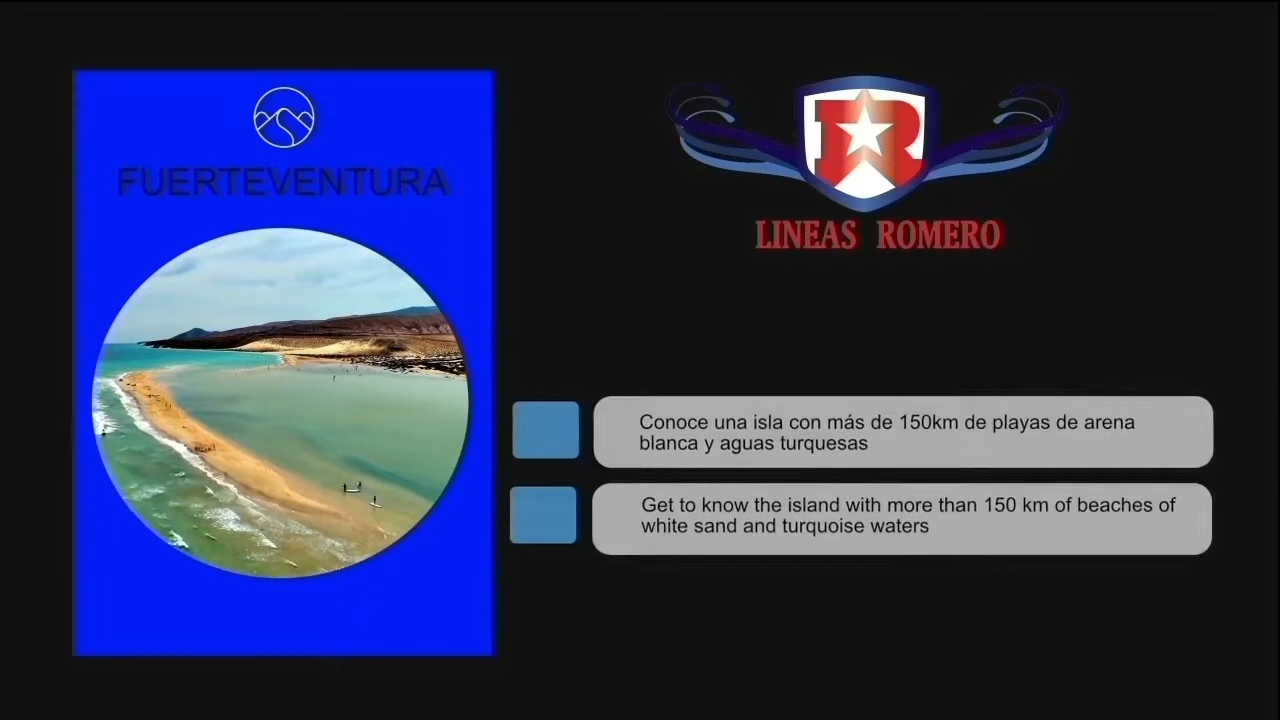 FUERTEVENTURA
R
LINEAS ROMERO
Conoce una isla con más de 150km de playas de arena
blanca y aguas turquesas
Get to know the island with more than 150 km of beaches of
white sand and turquoise waters